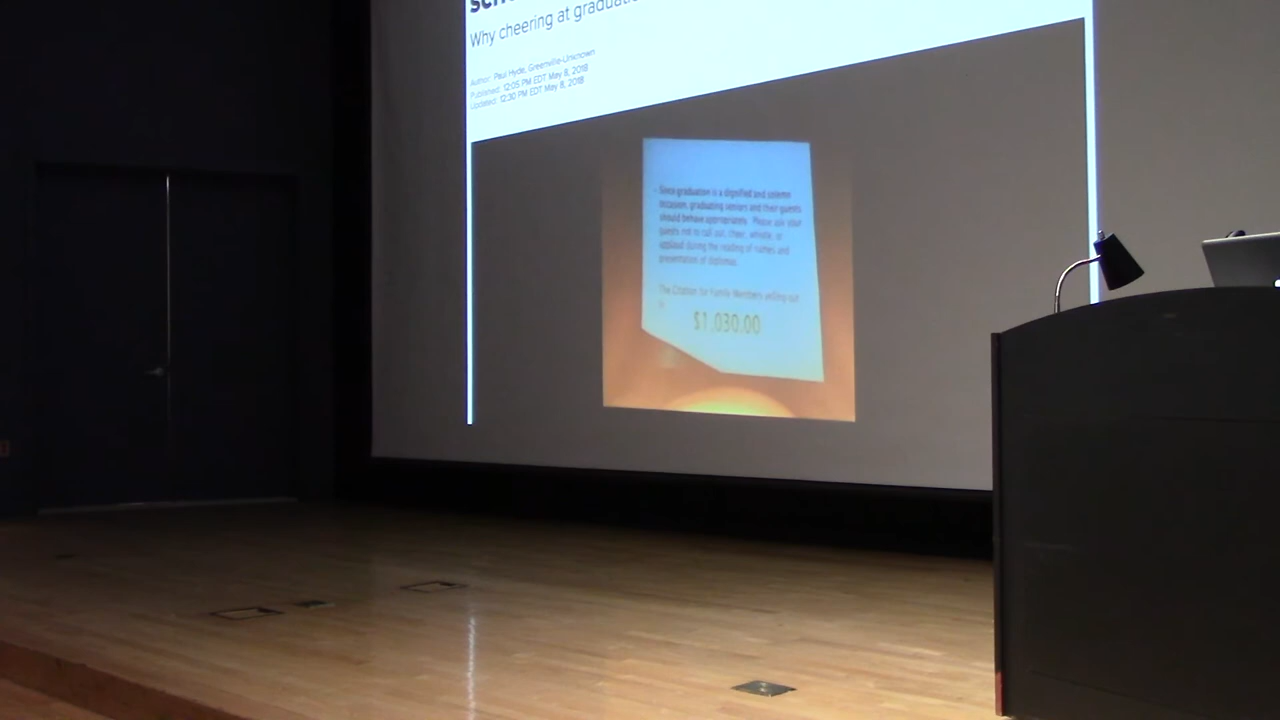 Why cheering at graduatio
Author: Paul Hyde, Greenville-Unknown
Published: 12:05 PM EDT May 8, 2018
Updated: 12:30 PM EDT May 8, 2018
Since graduation is a dignified and solemn
occasion, graduating seniors and their guests
should behave appropriately. Please ask your
guests not to call out, cheer, whistle, or
applaud during the reading of names and
presentation of diplomas.
The Citation for Family Members yelling out
is
$1,030.00